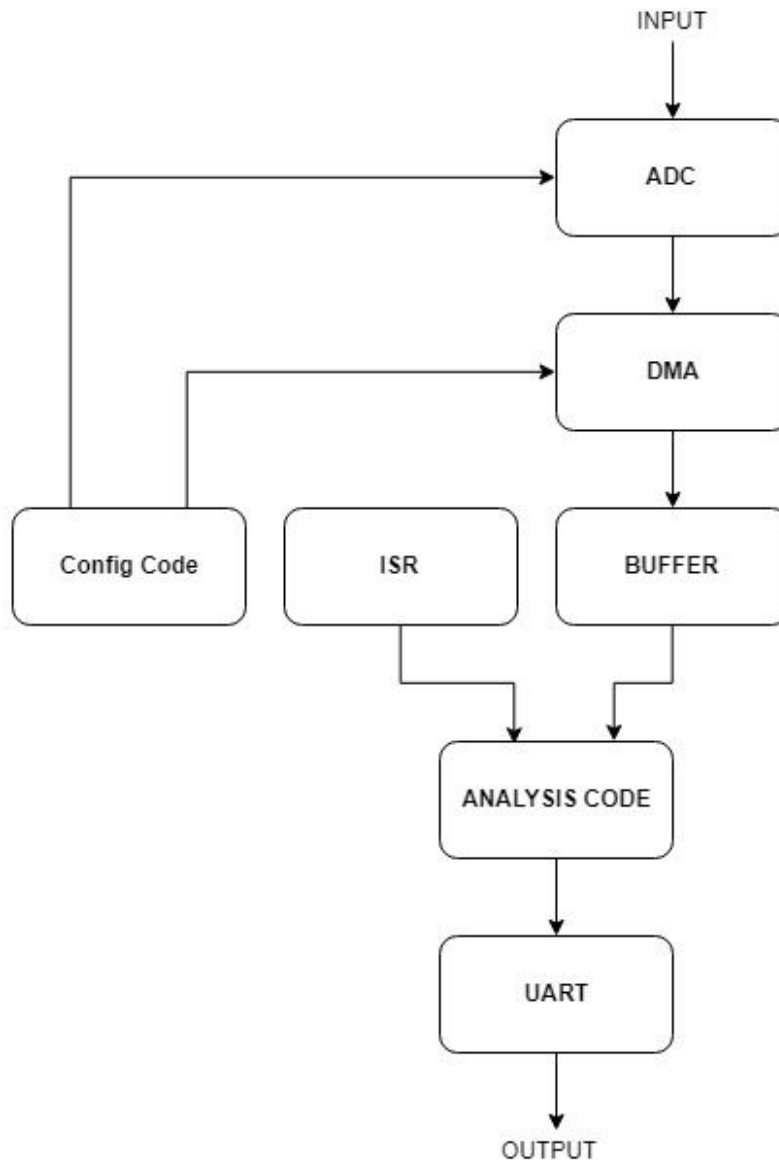 INPUT
ADC
DMA
Config Code
ISR
BUFFER
ANALYSIS CODE
UART
OUTPUT